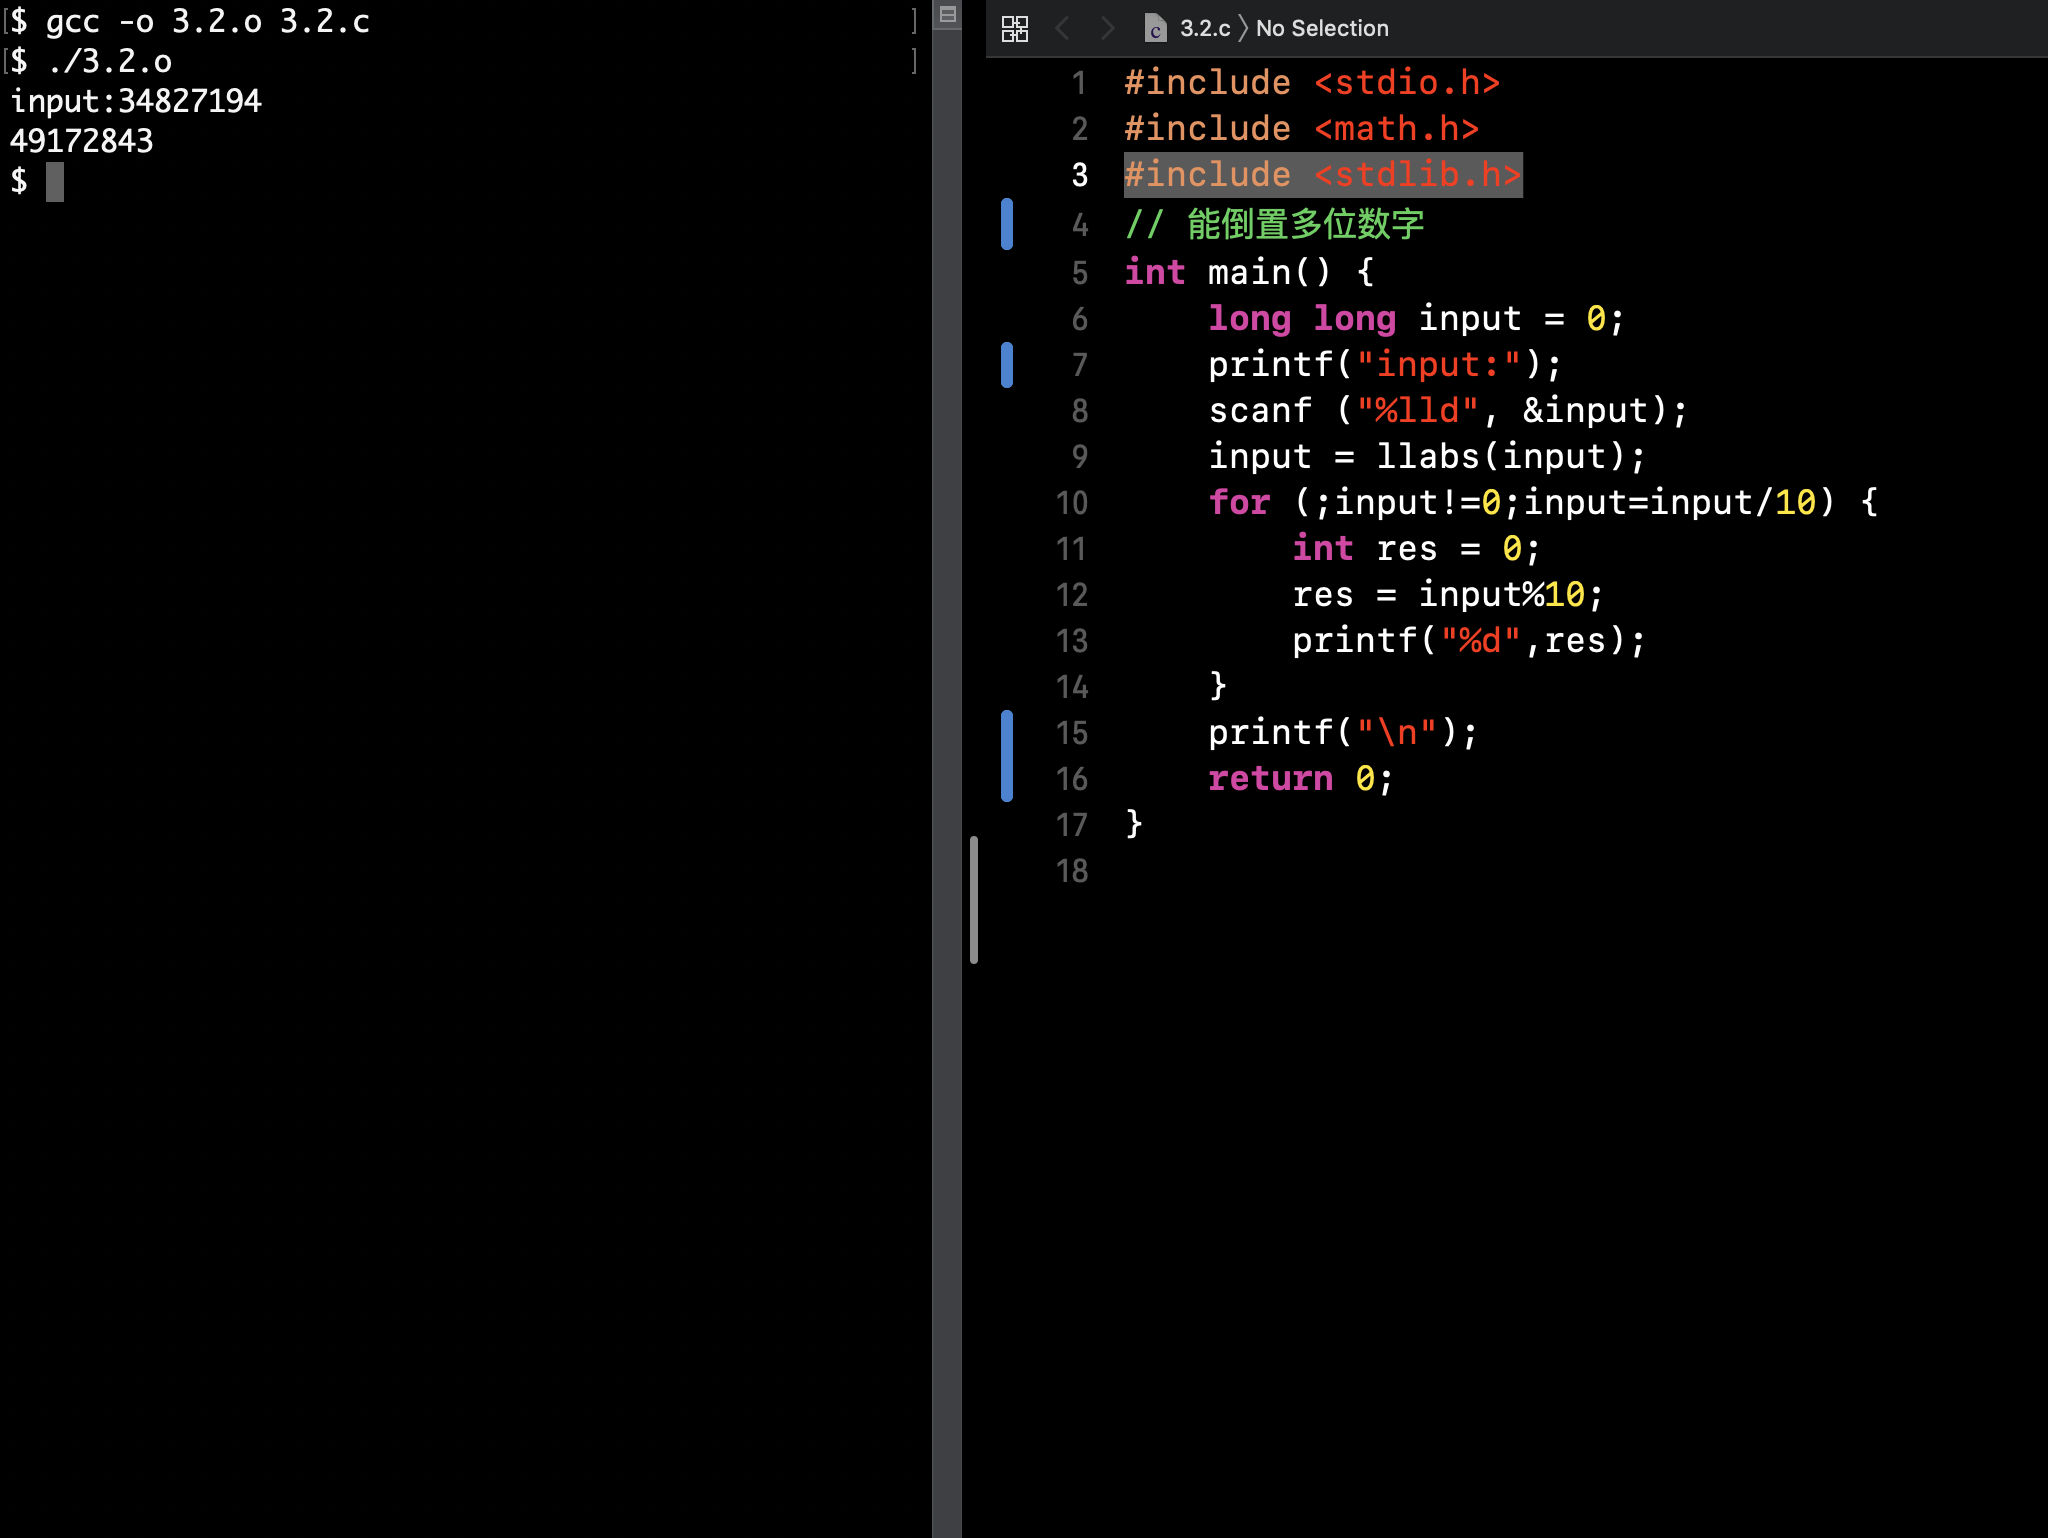 $ gcc -o 3.2.o 3.2.c
$ ./3.2.o
input:34827194
49172843
$
3.2.c 〉 No Selection
1 #include <stdio.h>
2 #include <math.h>
3 #include <stdlib.h>
4 // 能倒置多位数字
5 int main() {
6     long long input = 0;
7     printf("input:");
8     scanf ("%lld", &input);
9     input = llabs(input);
10     for (;input!=0;input=input/10) {
11         int res = 0;
12         res = input%10;
13         printf("%d",res);
14     }
15     printf("\n");
16     return 0;
17 }
18